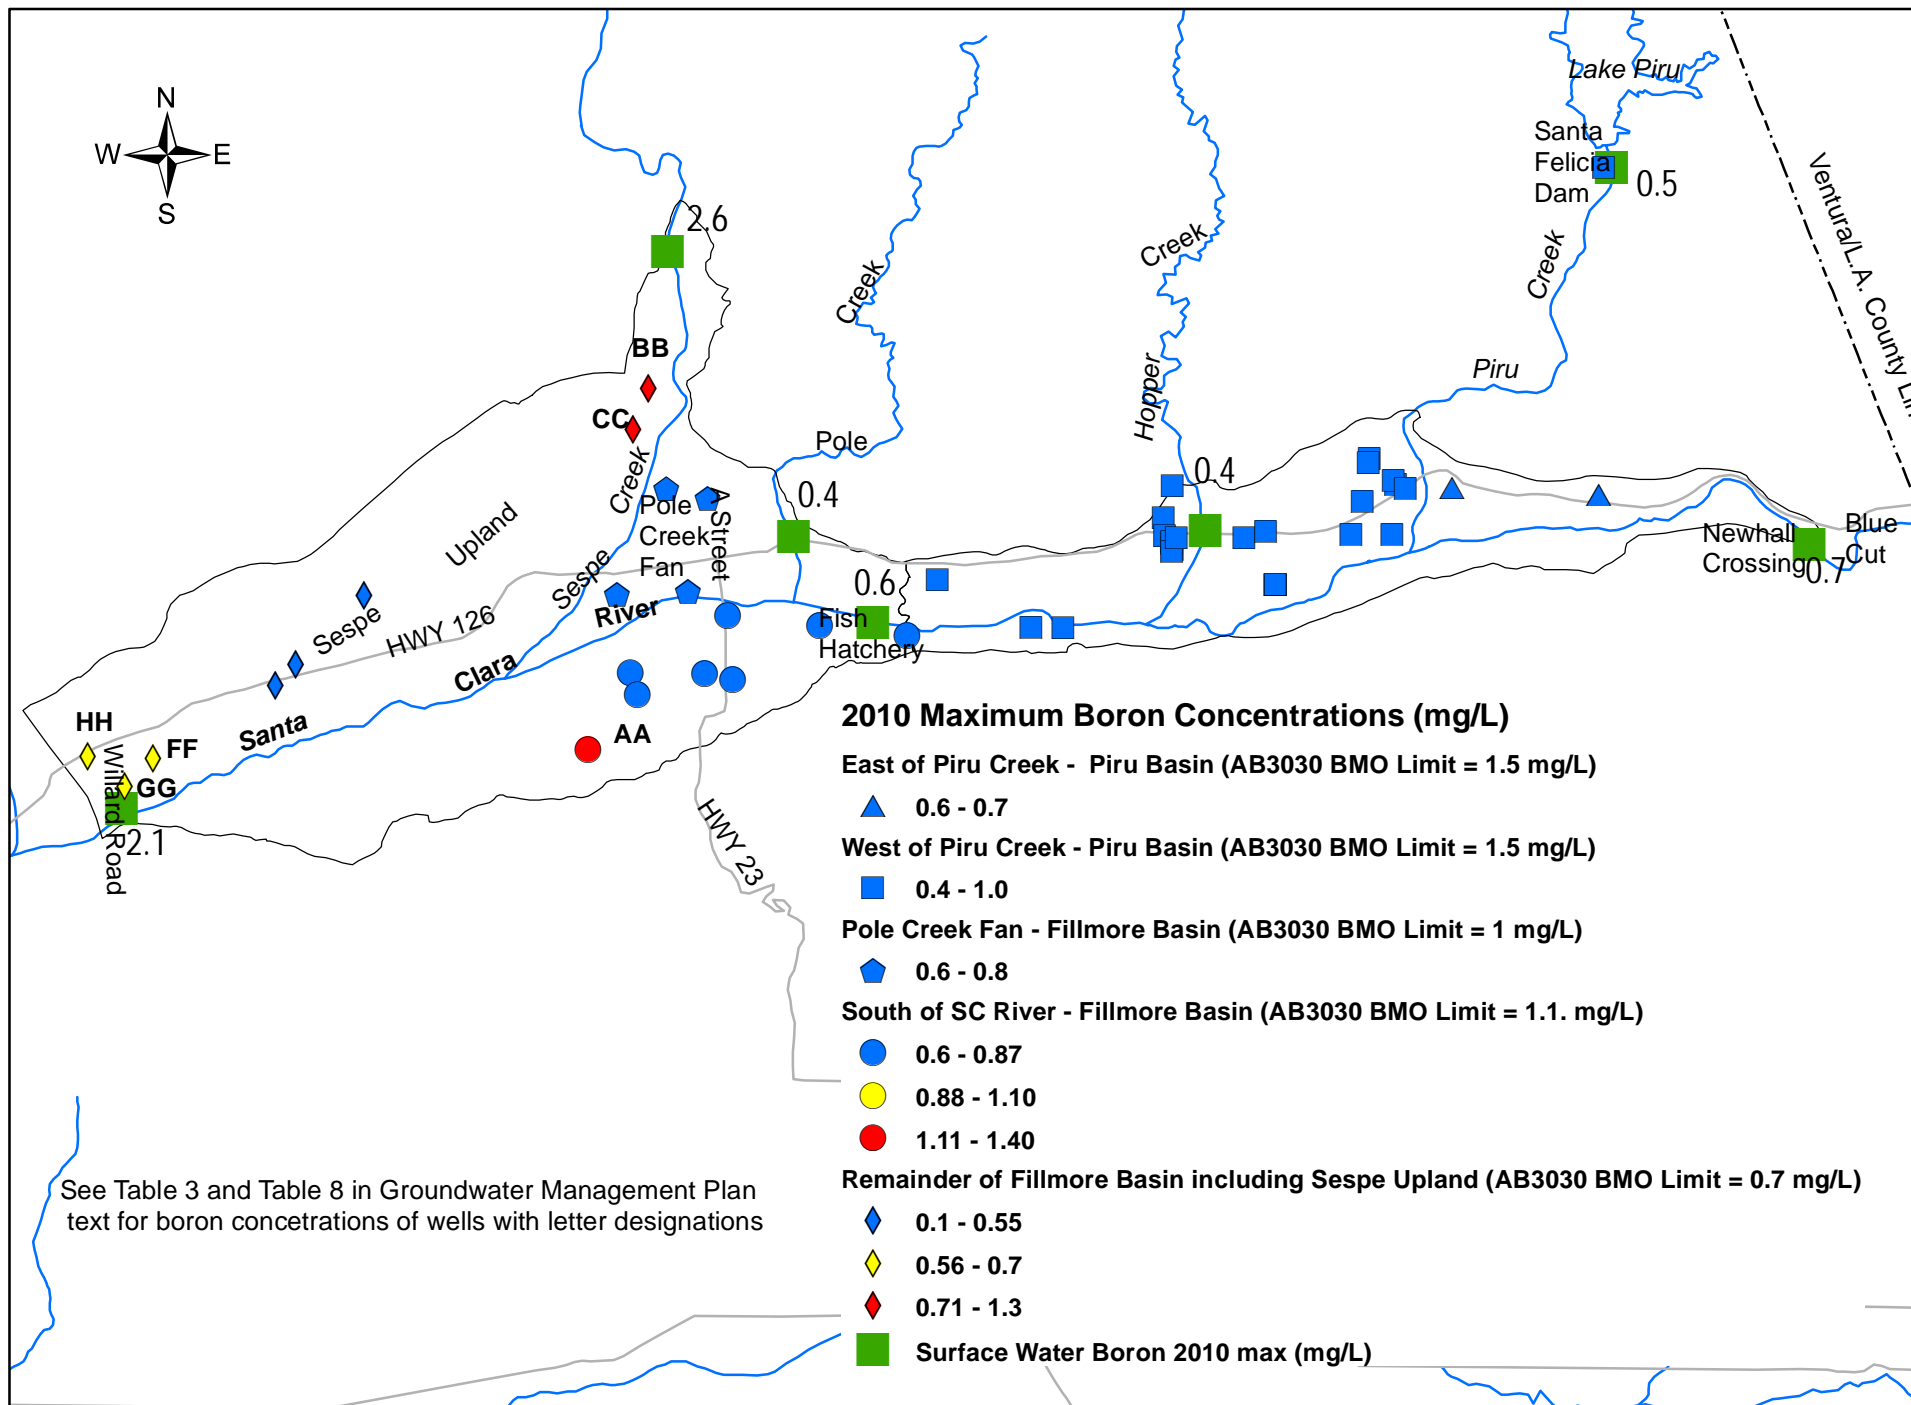 N
W E
S
Lake Piru
Santa
Felicia
Dam
0.5
Ventura/L.A. County Lin
2.6
Creek
Creek
Creek
Piru
Hopper
BB
CC
Creek
Sespe
Pole
0.4
0.4
Pole
Creek
Fan
A Street
Upland
Sespe
HWY 126
River
Clara
Santa
0.6
Fish
Hatchery
Newhall
Crossing
0.7
Blue
Cut
HH
FF
GG
2.1
Willard Road
AA
HWY 23
2010 Maximum Boron Concentrations (mg/L)
East of Piru Creek - Piru Basin (AB3030 BMO Limit = 1.5 mg/L)
0.6 - 0.7
West of Piru Creek - Piru Basin (AB3030 BMO Limit = 1.5 mg/L)
0.4 - 1.0
Pole Creek Fan - Fillmore Basin (AB3030 BMO Limit = 1 mg/L)
0.6 - 0.8
South of SC River - Fillmore Basin (AB3030 BMO Limit = 1.1. mg/L)
0.6 - 0.87
0.88 - 1.10
1.11 - 1.40
Remainder of Fillmore Basin including Sespe Upland (AB3030 BMO Limit = 0.7 mg/L)
0.1 - 0.55
0.56 - 0.7
0.71 - 1.3
Surface Water Boron 2010 max (mg/L)
See Table 3 and Table 8 in Groundwater Management Plan
text for boron concetrations of wells with letter designations